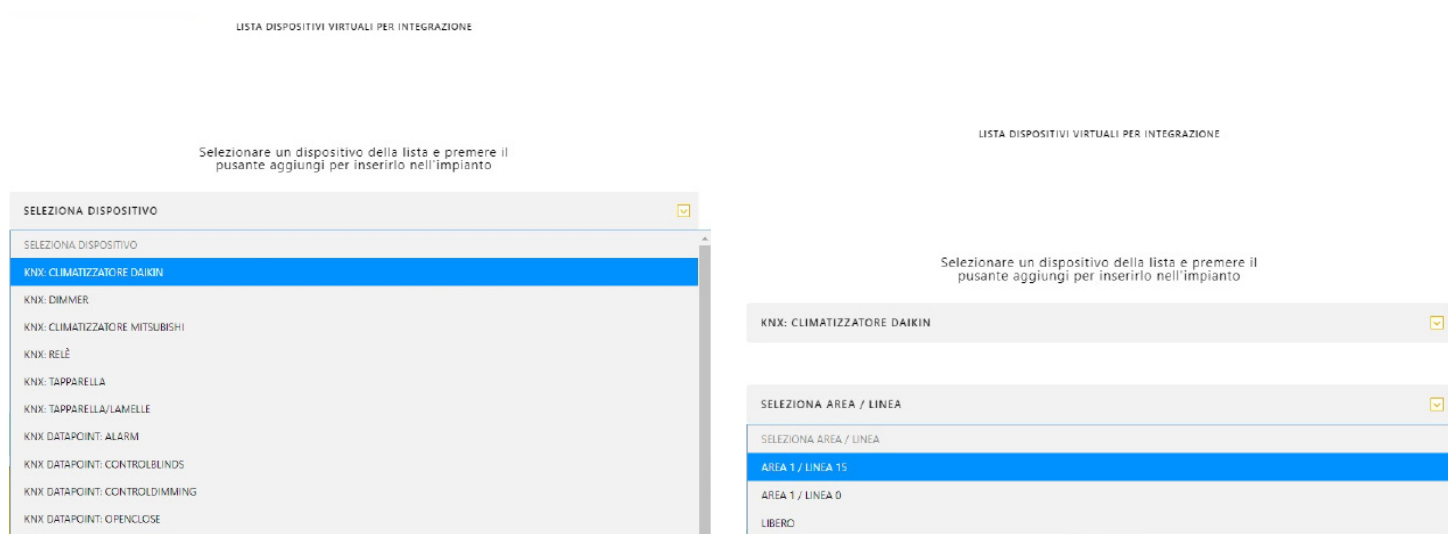 LISTA DISPOSITIVI VIRTUALI PER INTEGRAZIONE
Selezionare un dispositivo della lista e premere il
pusante aggiungi per inserirlo nell'impianto
SELEZIONA DISPOSITIVO
SELEZIONA DISPOSITIVO
KNX: CLIMATIZZATORE DAIKIN
KNX: DIMMER
KNX: CLIMATIZZATORE MITSUBISHI
KNX: RELÈ
KNX: TAPPARELLA
KNX: TAPPARELLA/LAMELLE
KNX DATAPOINT: ALARM
KNX DATAPOINT: CONTROLBLINDS
KNX DATAPOINT: CONTROLDIMMING
KNX DATAPOINT: OPENCLOSE
LISTA DISPOSITIVI VIRTUALI PER INTEGRAZIONE
Selezionare un dispositivo della lista e premere il
pusante aggiungi per inserirlo nell'impianto
KNX: CLIMATIZZATORE DAIKIN
SELEZIONA AREA / LINEA
SELEZIONA AREA / LINEA
AREA 1 / LINEA 15
AREA 1 / LINEA 0
LIBERO